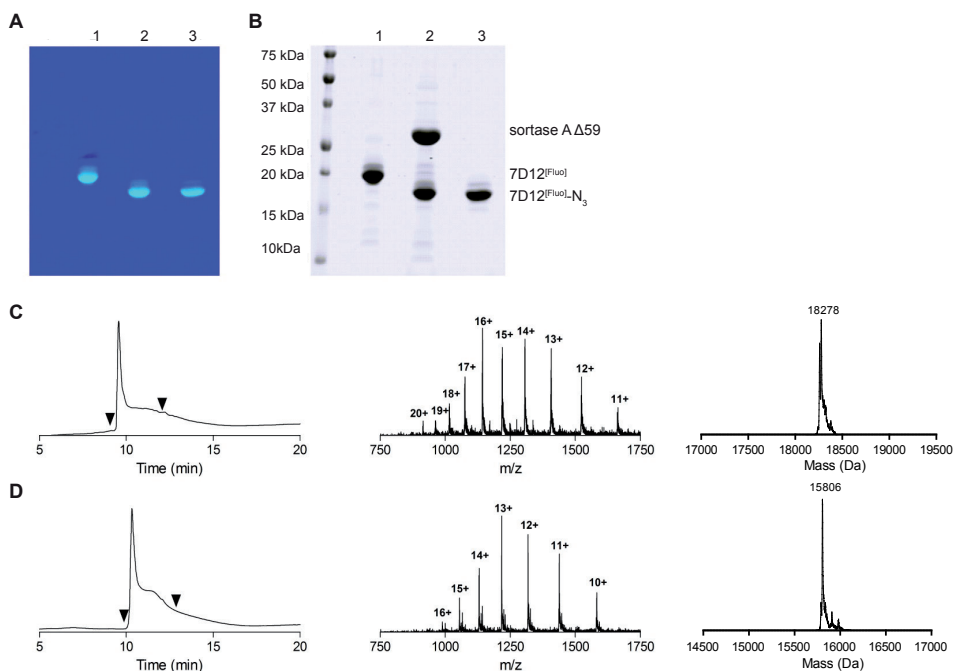 A
1 2 3
B
1 2 3
75 kDa
50 kDa
37 kDa
25 kDa
20 kDa
15 kDa
10kDa
sortase A Δ59
7D12[Fluo]
7D12[Fluo]-N3
C
5 10 15 20
Time (min)
20+ 19+ 18+ 17+ 16+ 15+ 14+ 13+ 12+ 11+
750 1000 1250 1500 1750
m/z
18278
17000 17500 18000 18500 19000 19500
Mass (Da)
D
5 10 15 20
Time (min)
16+ 15+ 14+ 13+ 12+ 11+ 10+
750 1000 1250 1500 1750
m/z
15806
14500 15000 15500 16000 16500 17000
Mass (Da)